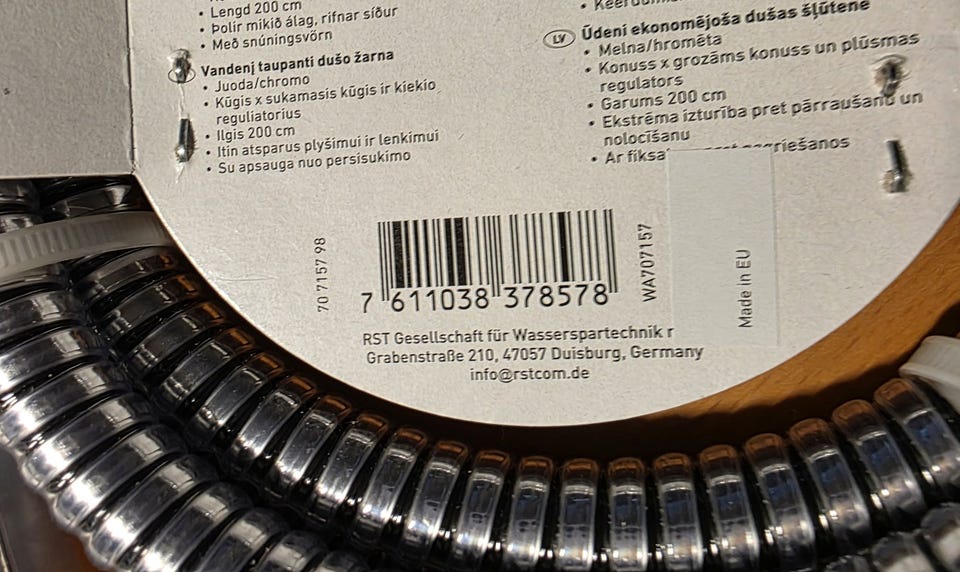 • Lengd 200 cm
• Þolir mikið álag, rifnar síður
• Með snúningsvörn
Vandenį taupanti dušo žarna
• Juoda/chromo
• Kūgis x sukamasis kūgis ir kiekio
reguliatorius
• Ilgis 200 cm
• Itin atsparus plyšimui ir lenkimui
• Su apsauga nuo persisukimo
LV Ūdeni ekonomējoša dušas šļūtene
• Melna/hromēta
• Konuss x grozāms konuss un plūsmas
regulators
• Garums 200 cm
• Ekstrēma izturība pret pārraušanu un
nolocīšanu
• Ar
70 7157 98
7 611038 378578
WA707157
Made in EU
RST Gesellschaft für Wasserspartechnik
Grabenstraße 210, 47057 Duisburg, Germany
info@rstcom.de